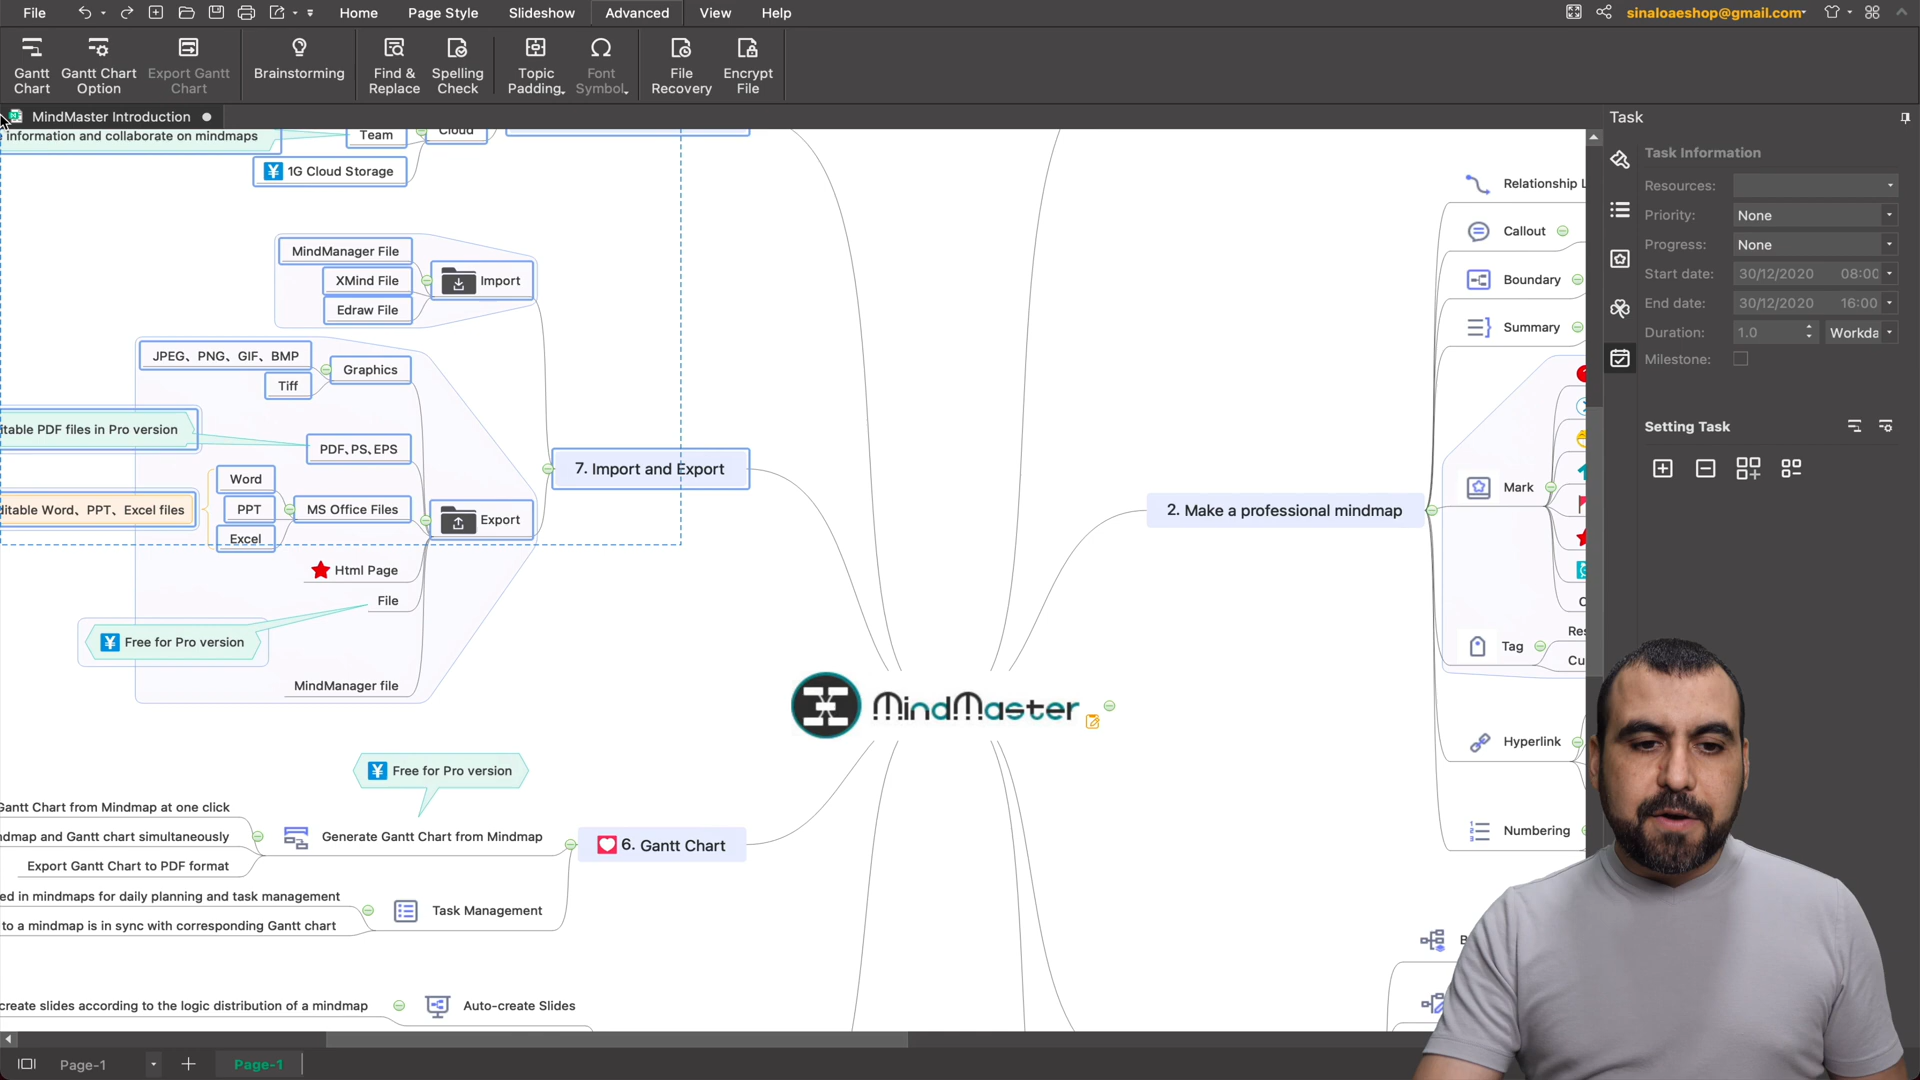 File
Home
Page Style
Slideshow
Advanced
View
Help
sinaloaeshop@gmail.com
Gantt Chart
Gantt Chart Option
Export Gantt Chart
Brainstorming
Find & Replace
Spelling Check
Topic Padding
Font Symbol
File Recovery
Encrypt File
MindMaster Introduction
Task
information and collaborate on mindmaps
Team
Cloud
1G Cloud Storage
MindManager File
XMind File
Edraw File
Import
JPEG、PNG、GIF、BMP
Tiff
Graphics
PDF、PS、EPS
PDF files in Pro version
Word
PPT
Excel
MS Office Files
Word、PPT、Excel files
Export
Html Page
File
Free for Pro version
MindManager file
7. Import and Export
MindMaster
2. Make a professional mindmap
Relationship
Callout
Boundary
Summary
Mark
Tag
Hyperlink
Numbering
Free for Pro version
Gantt Chart from Mindmap at one click
and Gantt chart simultaneously
Export Gantt Chart to PDF format
Generate Gantt Chart from Mindmap
6. Gantt Chart
in mindmaps for daily planning and task management
to a mindmap is in sync with corresponding Gantt chart
Task Management
create slides according to the logic distribution of a mindmap
Auto-create Slides
Task Information
Resources:
Priority: None
Progress: None
Start date: 30/12/2020 08:00
End date: 30/12/2020 16:00
Duration: 1.0 Workda
Milestone:
Setting Task
Page-1
Page-1